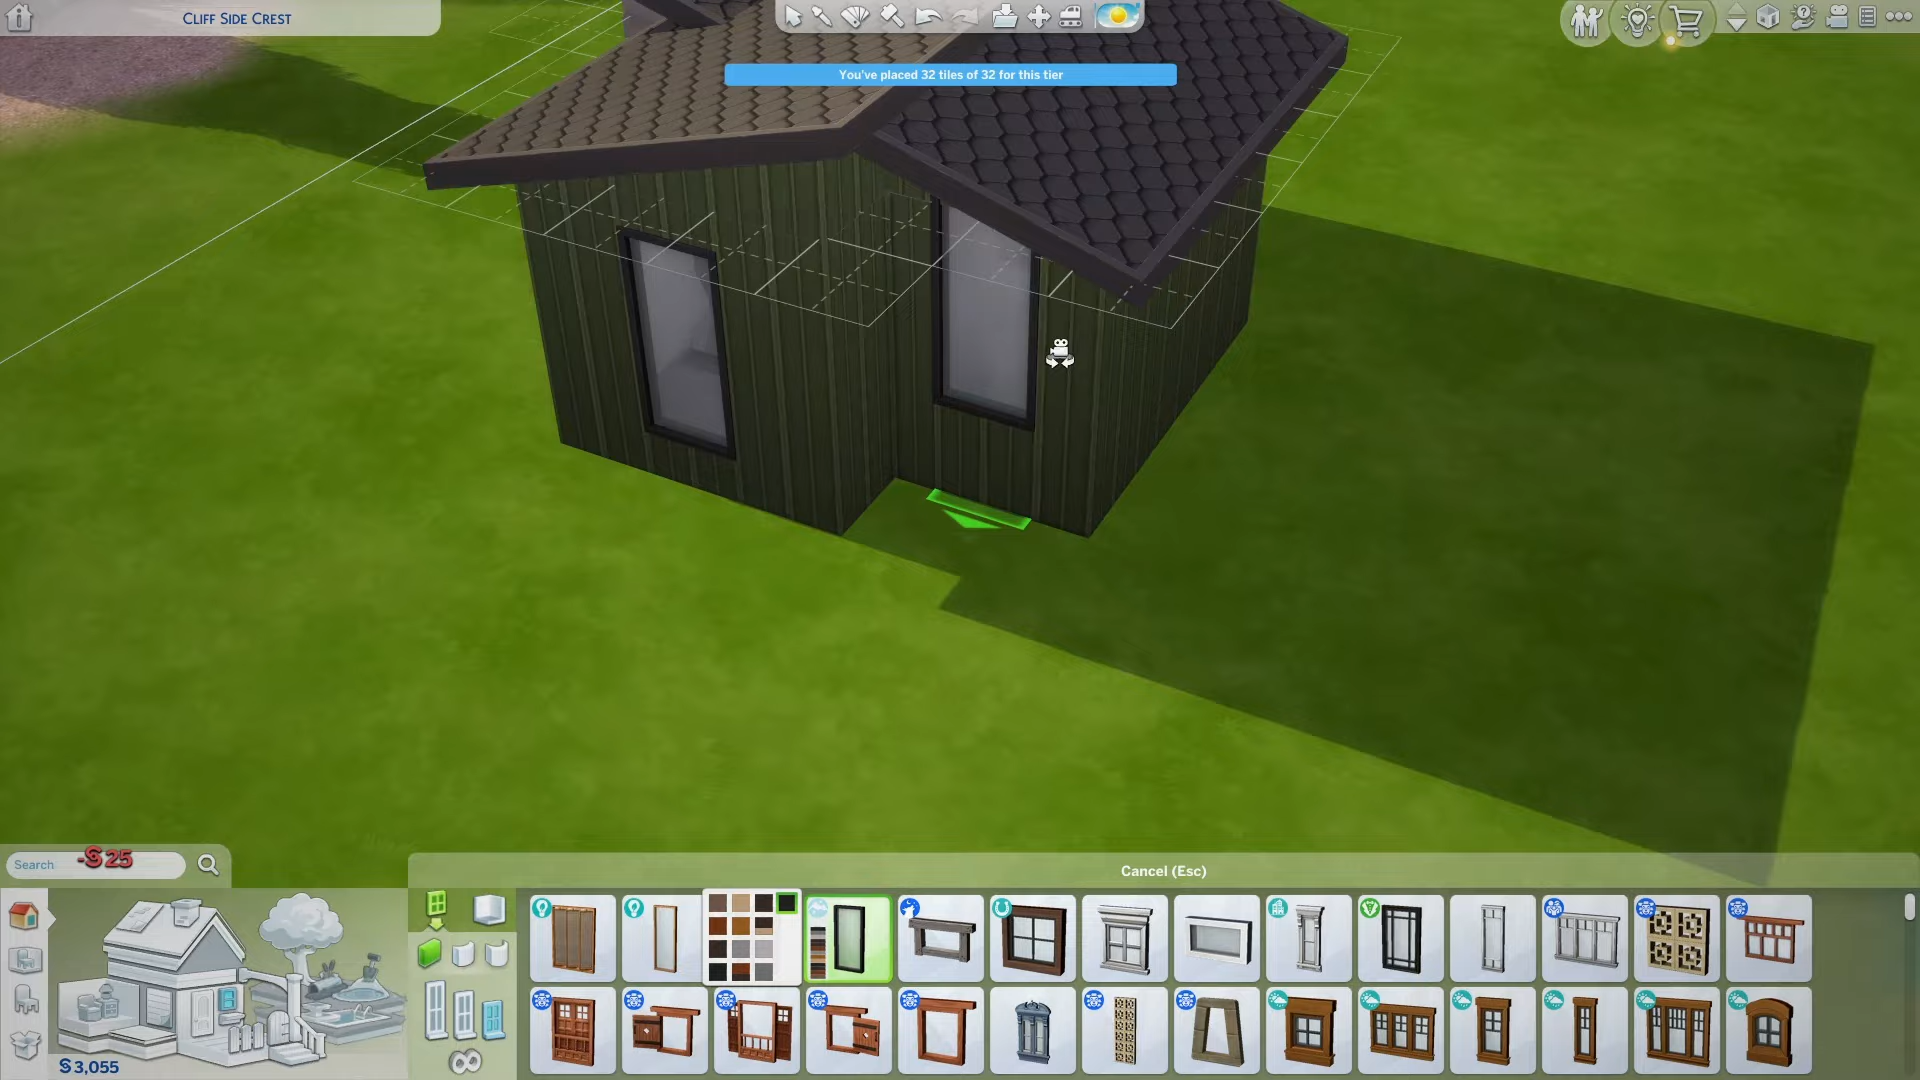 CLIFF SIDE CREST
You've placed 32 tiles of 32 for this tier
Search
-§25
Cancel (Esc)
§3,055